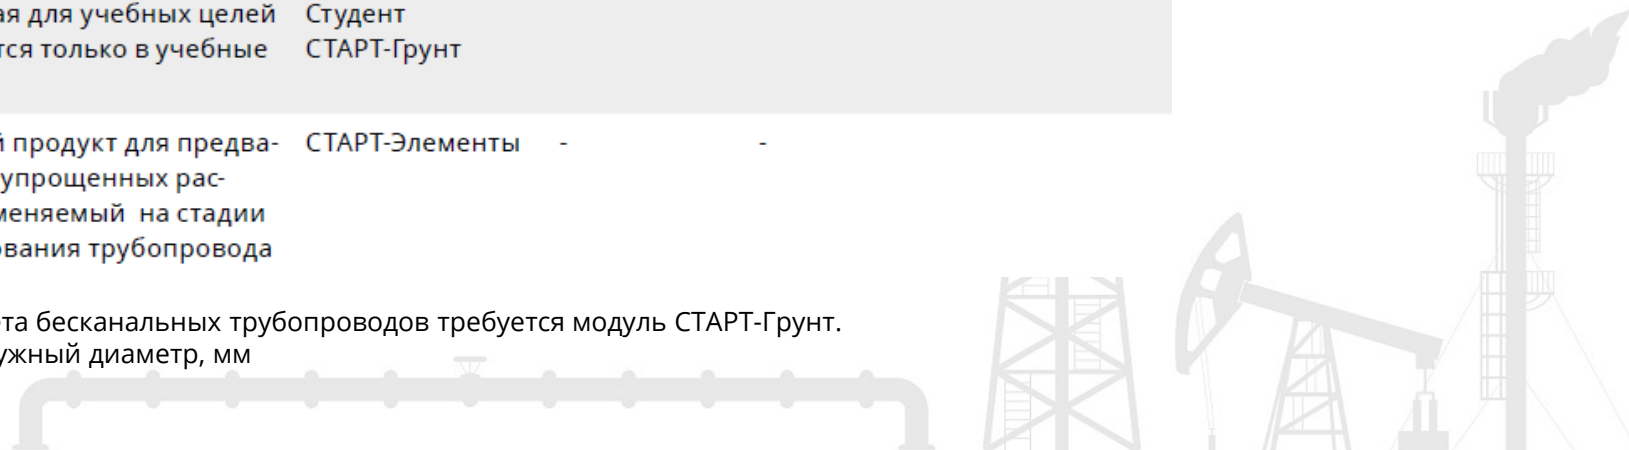 ая для учебных целей Студент
тся только в учебные СТАРТ-Грунт
й продукт для предва- СТАРТ-Элементы - -
упрощенных рас-
меняемый на стадии
ования трубопровода
та бесканальных трубопроводов требуется модуль СТАРТ-Грунт.
ужный диаметр, мм